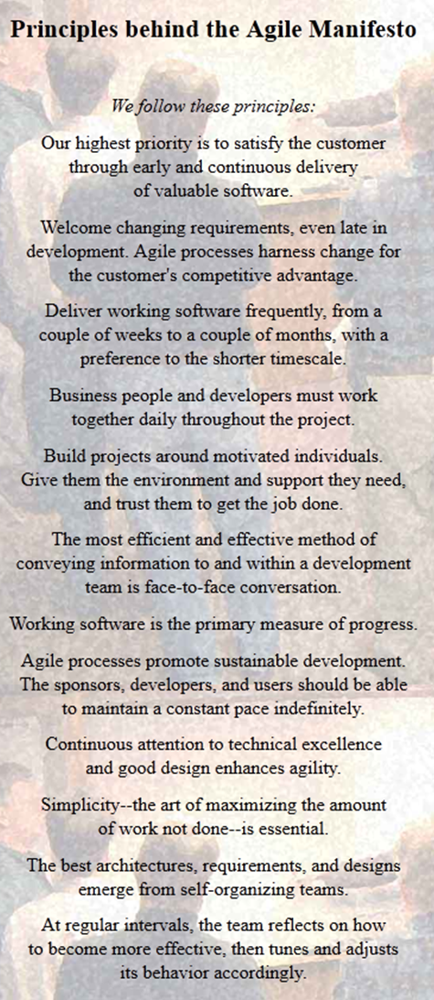 Principles behind the Agile Manifesto
We follow these principles:
Our highest priority is to satisfy the customer
through early and continuous delivery
of valuable software.
Welcome changing requirements, even late in
development. Agile processes harness change for
the customer's competitive advantage.
Deliver working software frequently, from a
couple of weeks to a couple of months, with a
preference to the shorter timescale.
Business people and developers must work
together daily throughout the project.
Build projects around motivated individuals.
Give them the environment and support they need,
and trust them to get the job done.
The most efficient and effective method of
conveying information to and within a development
team is face-to-face conversation.
Working software is the primary measure of progress.
Agile processes promote sustainable development.
The sponsors, developers, and users should be able
to maintain a constant pace indefinitely.
Continuous attention to technical excellence
and good design enhances agility.
Simplicity--the art of maximizing the amount
of work not done--is essential.
The best architectures, requirements, and designs
emerge from self-organizing teams.
At regular intervals, the team reflects on how
to become more effective, then tunes and adjusts
its behavior accordingly.